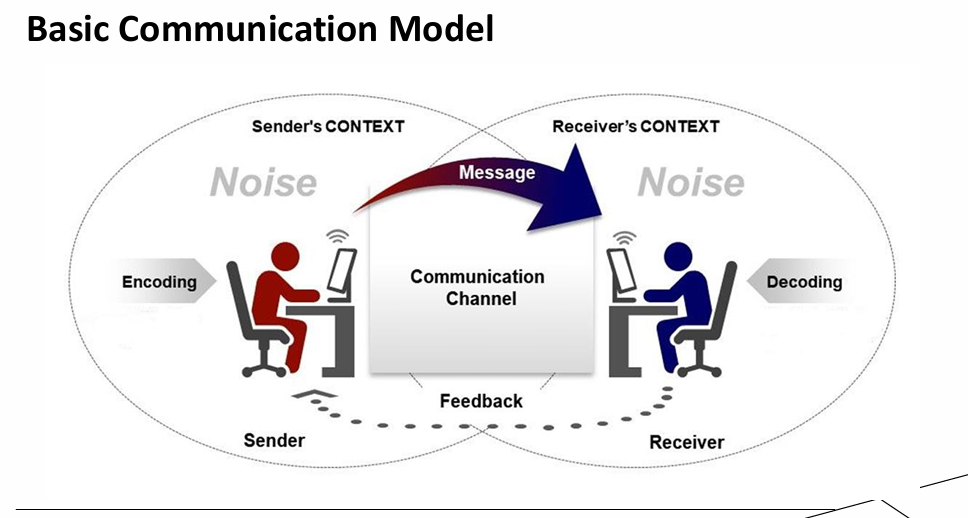 Basic Communication Model
Sender's CONTEXT
Receiver’s CONTEXT
Noise
Message
Noise
Encoding
Communication
Channel
Decoding
Feedback
Sender
Receiver